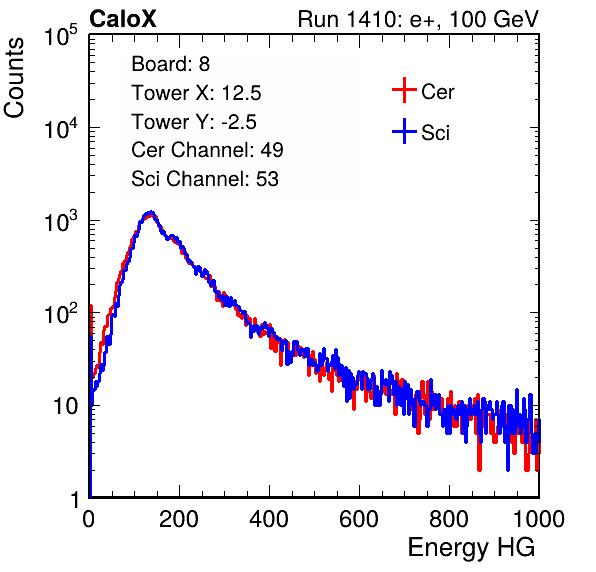 CaloX Run 1410: e+, 100 GeV
Board: 8
Tower X: 12.5
Tower Y: -2.5
Cer Channel: 49
Sci Channel: 53
Cer
Sci
Counts
10^5
10^4
10^3
10^2
10
1
0 200 400 600 800 1000
Energy HG